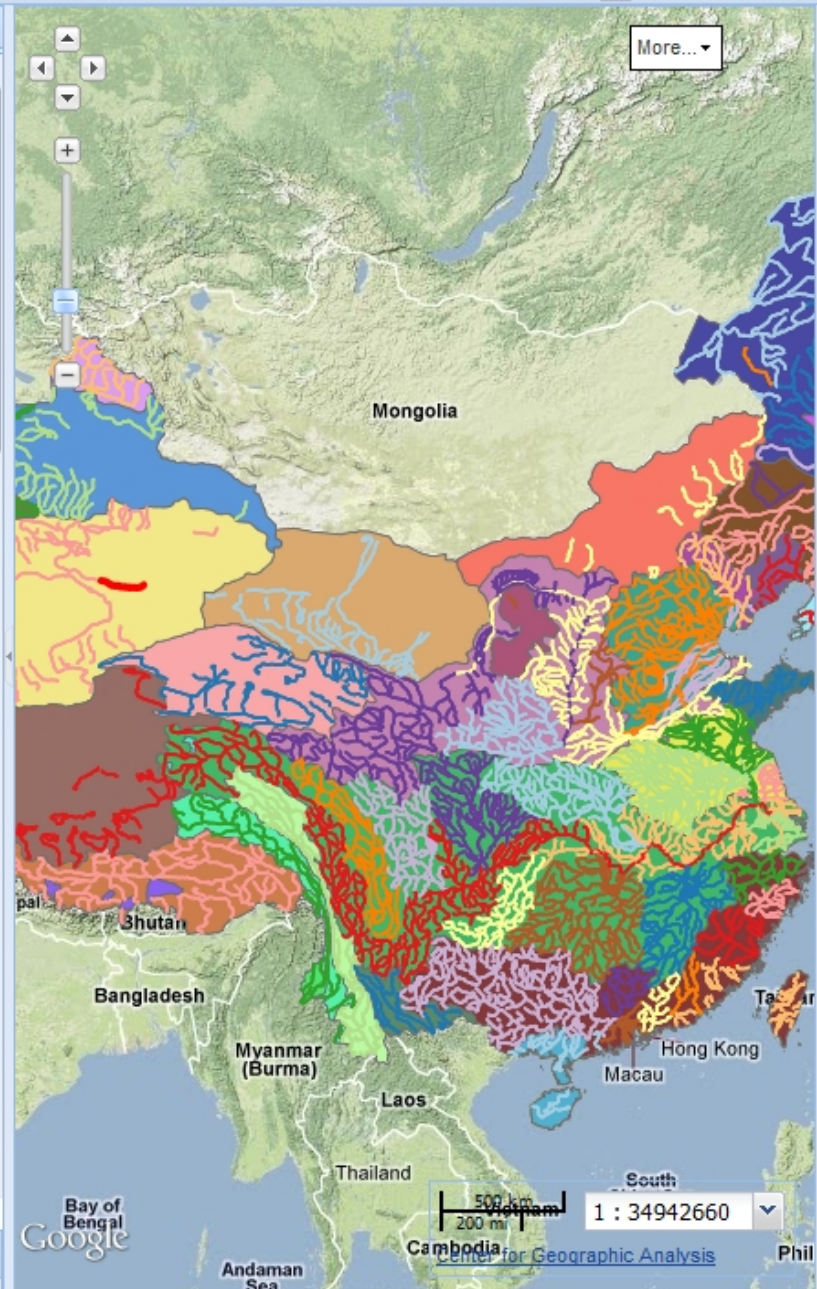 More...
+
−
Mongolia
pal
Bhutan
Bangladesh
Myanmar
(Burma)
Laos
Hong Kong
Macau
Thailand
South
500 km
Vietnam
200 mi
1 : 34942660
Bay of
Bengal
Google
Cambodia
Center for Geographic Analysis
Phil
Andaman
Sea